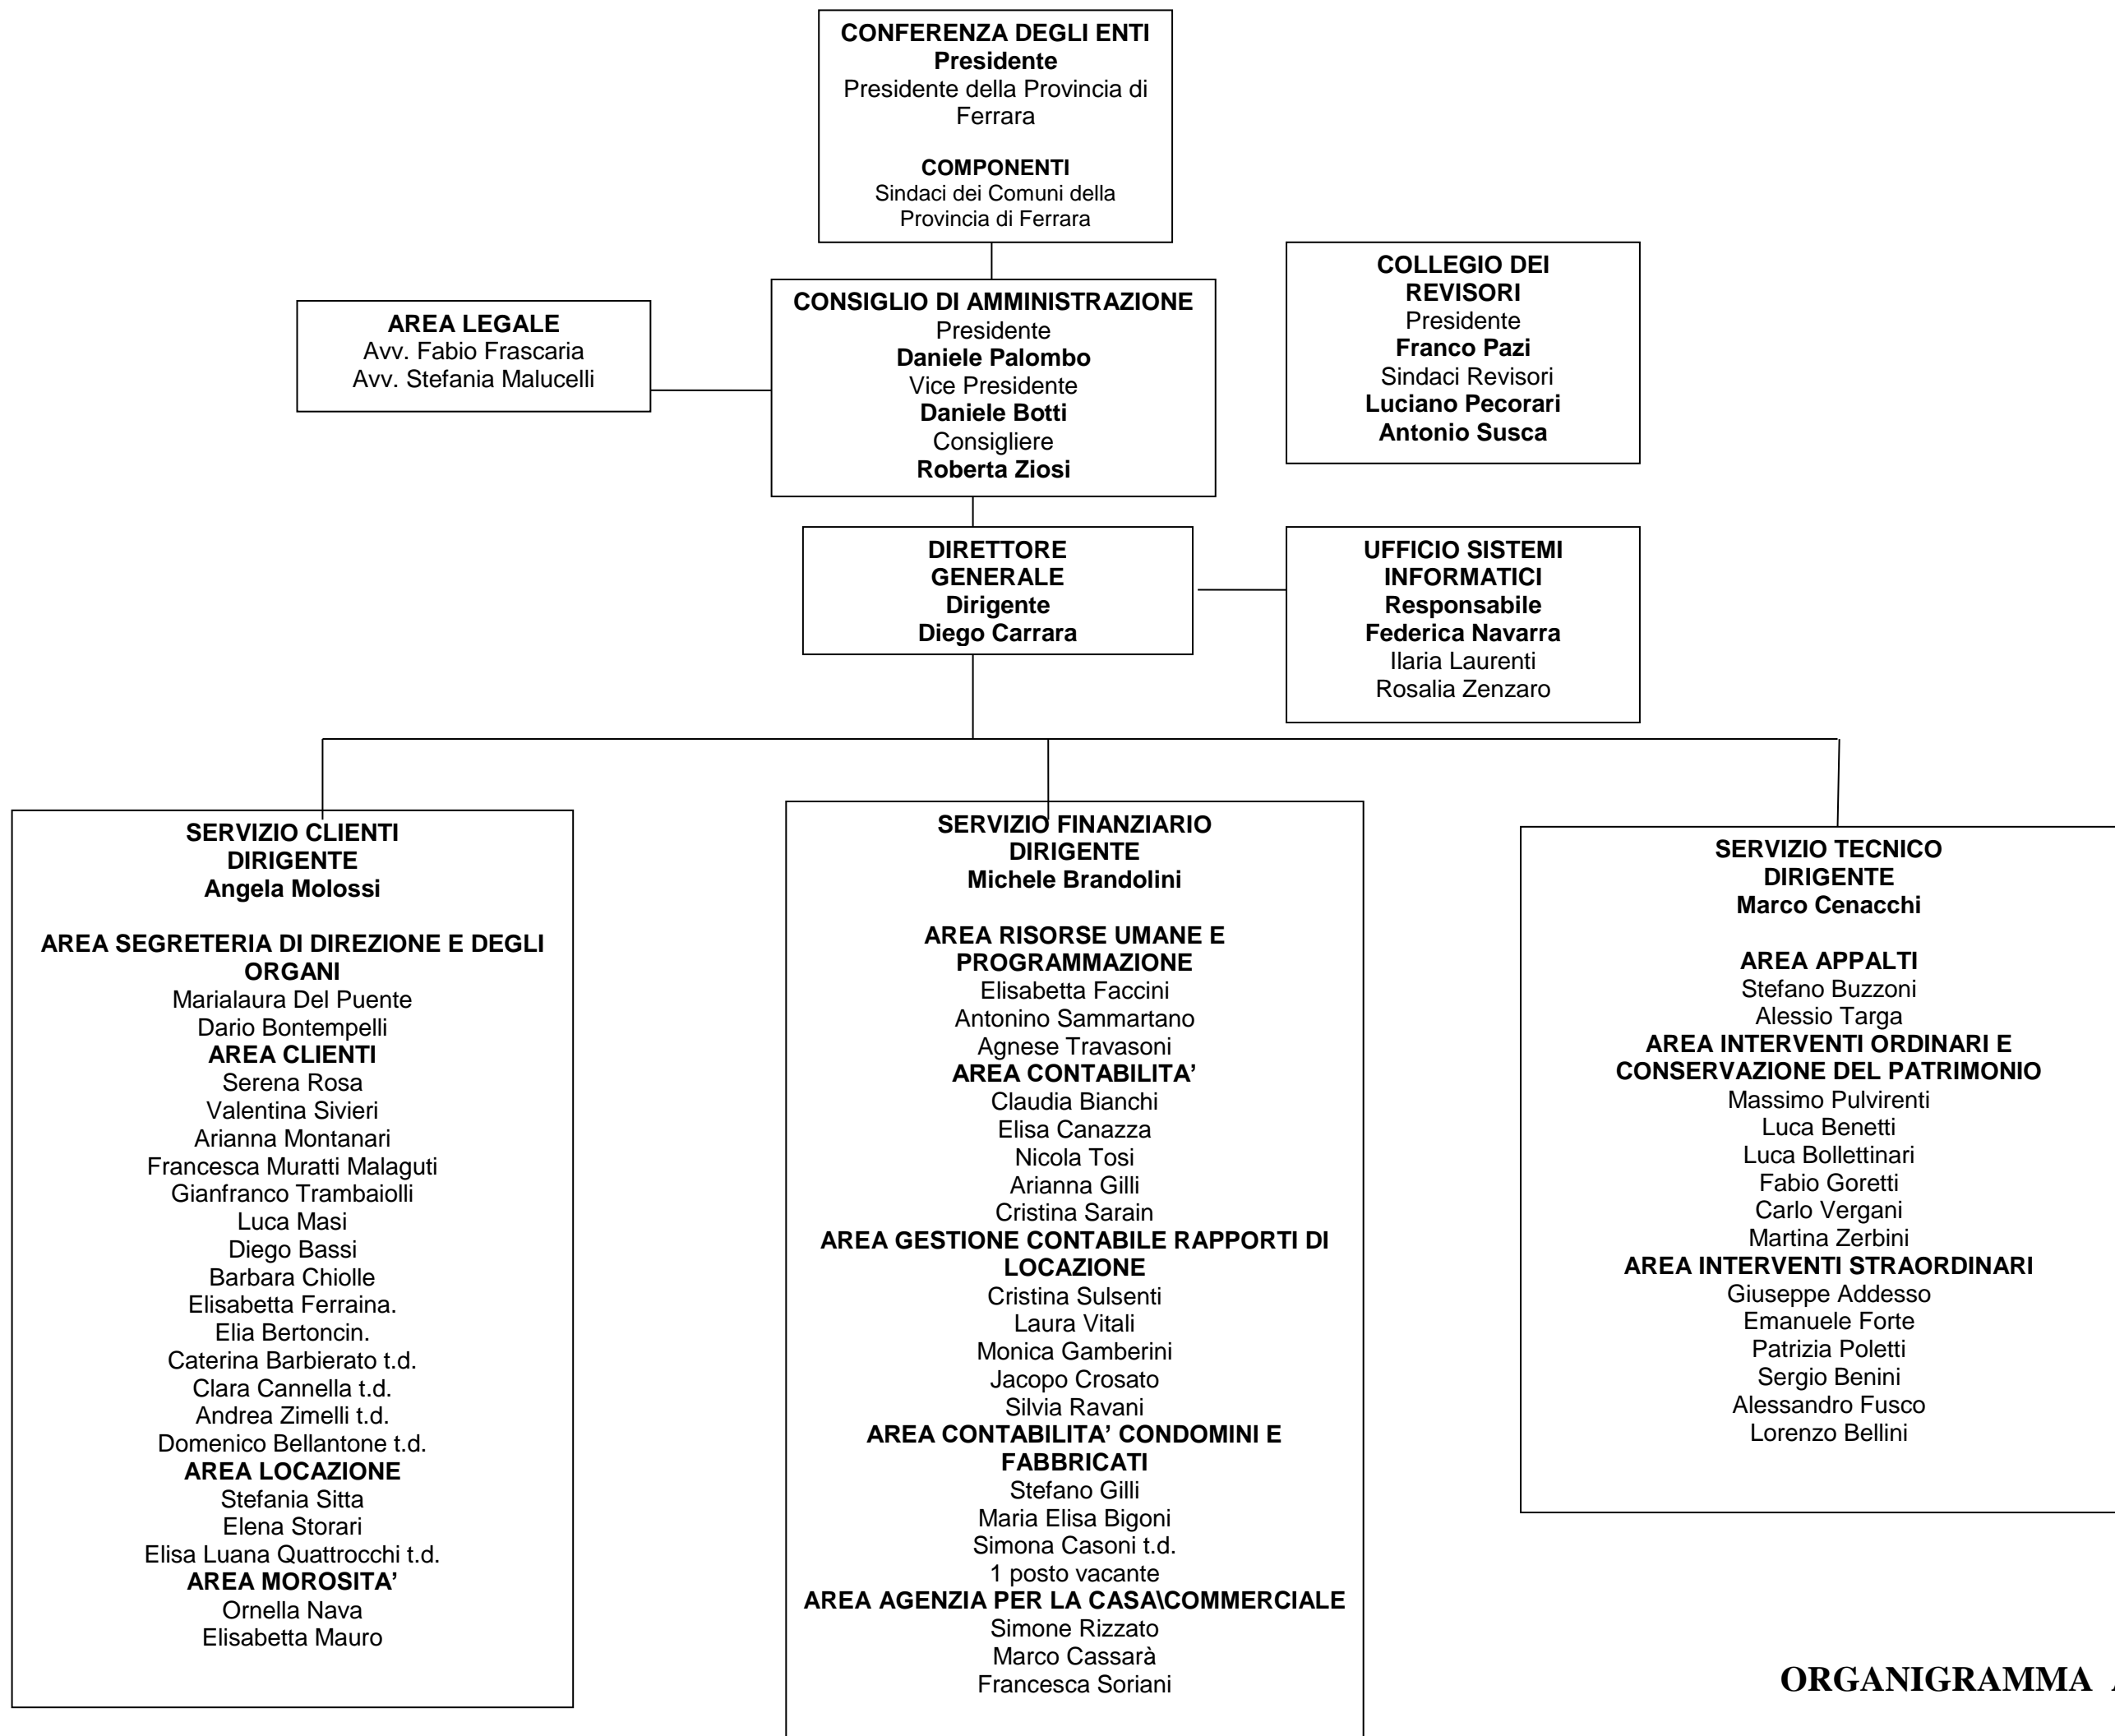 CONFERENZA DEGLI ENTI
Presidente
Presidente della Provincia di
Ferrara
COMPONENTI
Sindaci dei Comuni della
Provincia di Ferrara
AREA LEGALE
Avv. Fabio Frascaria
Avv. Stefania Malucelli
CONSIGLIO DI AMMINISTRAZIONE
Presidente
Daniele Palombo
Vice Presidente
Daniele Botti
Consigliere
Roberta Ziosi
COLLEGIO DEI
REVISORI
Presidente
Franco Pazi
Sindaci Revisori
Luciano Pecorari
Antonio Susca
DIRETTORE
GENERALE
Dirigente
Diego Carrara
UFFICIO SISTEMI
INFORMATICI
Responsabile
Federica Navarra
Ilaria Laurenti
Rosalia Zenzaro
SERVIZIO CLIENTI
DIRIGENTE
Angela Molossi
AREA SEGRETERIA DI DIREZIONE E DEGLI
ORGANI
Marialaura Del Puente
Dario Bontempelli
AREA CLIENTI
Serena Rosa
Valentina Sivieri
Arianna Montanari
Francesca Muratti Malaguti
Gianfranco Trambaiolli
Luca Masi
Diego Bassi
Barbara Chiolle
Elisabetta Ferraina.
Elia Bertoncin.
Caterina Barbierato t.d.
Clara Cannella t.d.
Andrea Zimelli t.d.
Domenico Bellantone t.d.
AREA LOCAZIONE
Stefania Sitta
Elena Storari
Elisa Luana Quattrocchi t.d.
AREA MOROSITA’
Ornella Nava
Elisabetta Mauro
SERVIZIO FINANZIARIO
DIRIGENTE
Michele Brandolini
AREA RISORSE UMANE E
PROGRAMMAZIONE
Elisabetta Faccini
Antonino Sammartano
Agnese Travasoni
AREA CONTABILITA’
Claudia Bianchi
Elisa Canazza
Nicola Tosi
Arianna Gilli
Cristina Sarain
AREA GESTIONE CONTABILE RAPPORTI DI
LOCAZIONE
Cristina Sulsenti
Laura Vitali
Monica Gamberini
Jacopo Crosato
Silvia Ravani
AREA CONTABILITA’ CONDOMINI E
FABBRICATI
Stefano Gilli
Maria Elisa Bigoni
Simona Casoni t.d.
1 posto vacante
AREA AGENZIA PER LA CASA\COMMERCIALE
Simone Rizzato
Marco Cassarà
Francesca Soriani
SERVIZIO TECNICO
DIRIGENTE
Marco Cenacchi
AREA APPALTI
Stefano Buzzoni
Alessio Targa
AREA INTERVENTI ORDINARI E
CONSERVAZIONE DEL PATRIMONIO
Massimo Pulvirenti
Luca Benetti
Luca Bollettinari
Fabio Goretti
Carlo Vergani
Martina Zerbini
AREA INTERVENTI STRAORDINARI
Giuseppe Addesso
Emanuele Forte
Patrizia Poletti
Sergio Benini
Alessandro Fusco
Lorenzo Bellini
ORGANIGRAMMA